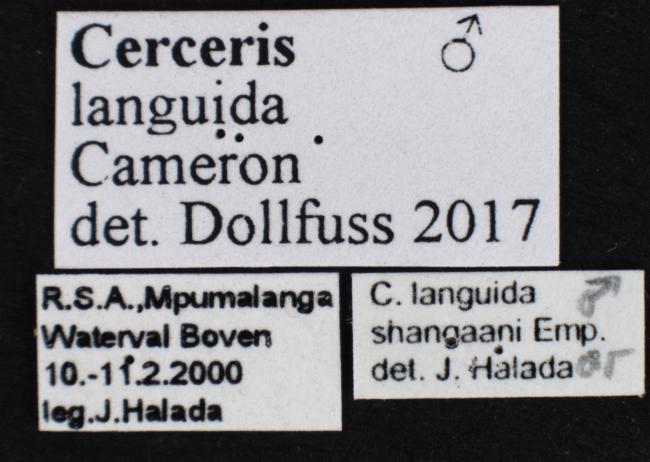 Cerceris ♂
languida
Cameron
det. Dollfuss 2017
R.S.A.,Mpumalanga
Waterval Boven
10.-11.2.2000
leg.J.Halada
C. languida ♂
shangaani Emp.
det. J. Halada 05